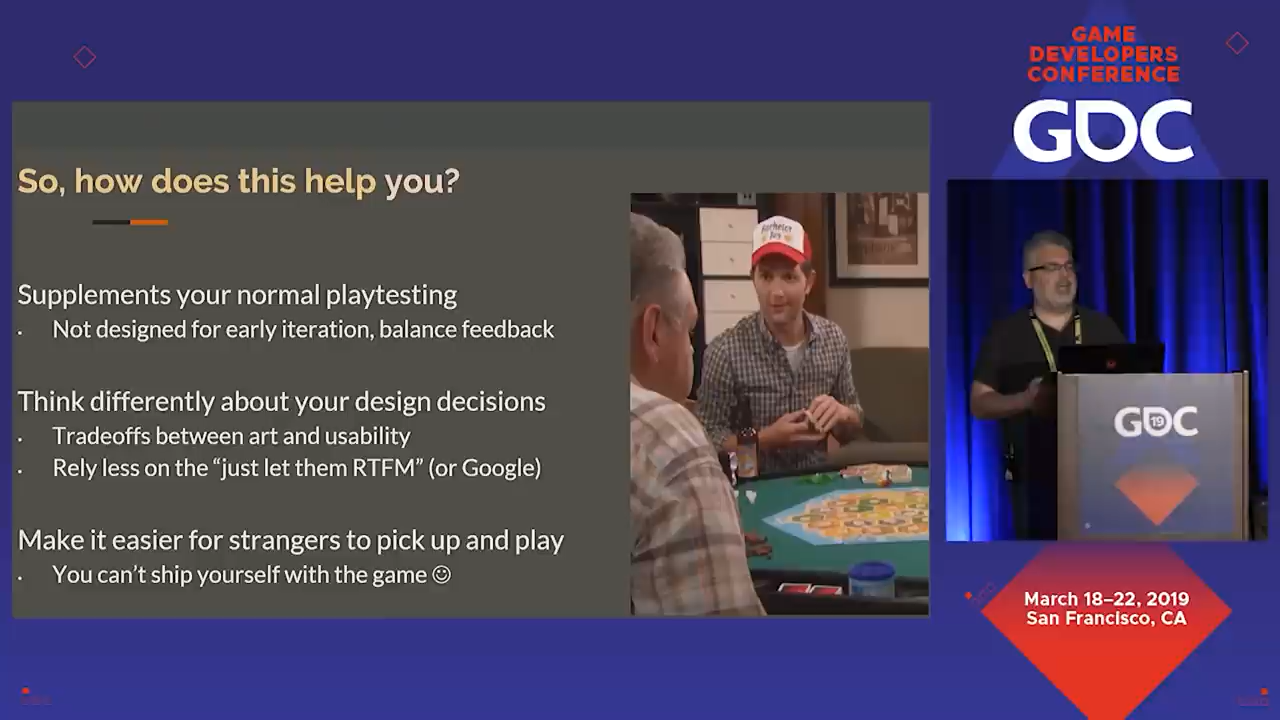 GAME
DEVELOPERS
CONFERENCE
GDC
So, how does this help you?
Supplements your normal playtesting
· Not designed for early iteration, balance feedback
Think differently about your design decisions
· Tradeoffs between art and usability
· Rely less on the “just let them RTFM” (or Google)
Make it easier for strangers to pick up and play
· You can’t ship yourself with the game ☺
Bachelor
GDC
19
March 18–22, 2019
San Francisco, CA